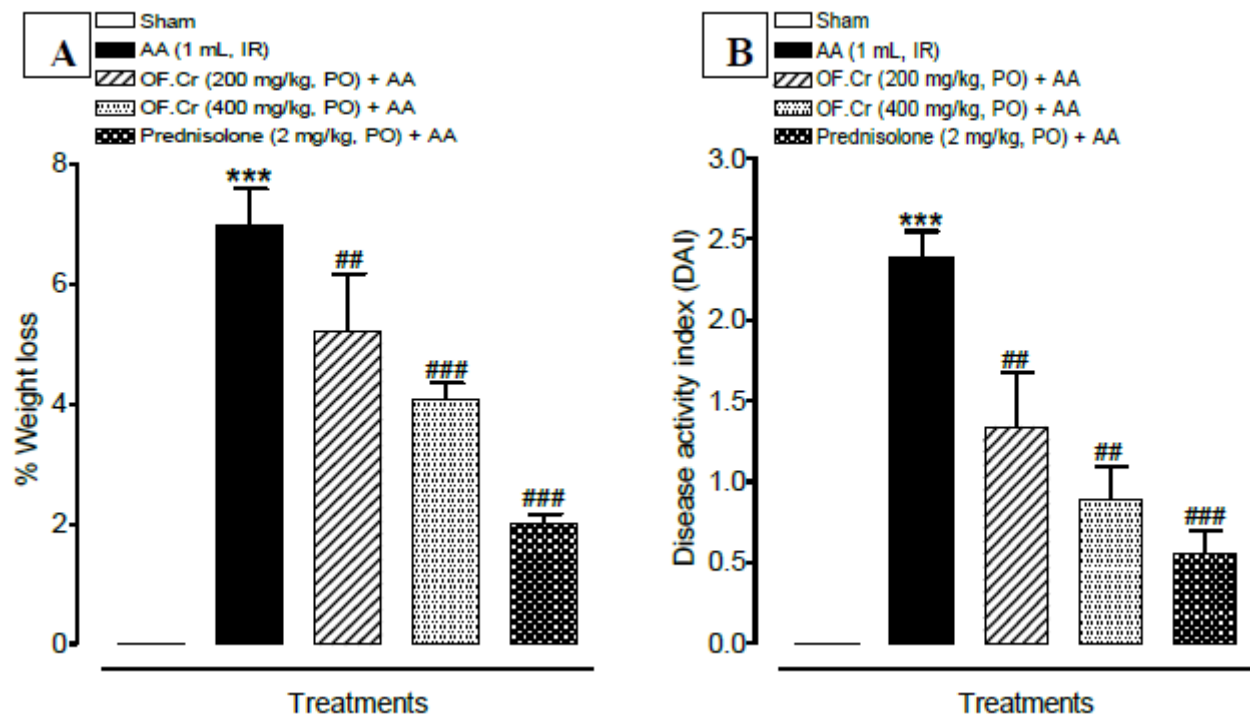 A
Sham
AA (1 mL, IR)
OF.Cr (200 mg/kg, PO) + AA
OF.Cr (400 mg/kg, PO) + AA
Prednisolone (2 mg/kg, PO) + AA
8
6
4
2
0
% Weight loss
***
##
###
###
Treatments
B
Sham
AA (1 mL, IR)
OF.Cr (200 mg/kg, PO) + AA
OF.Cr (400 mg/kg, PO) + AA
Prednisolone (2 mg/kg, PO) + AA
3.0
2.5
2.0
1.5
1.0
0.5
0.0
Disease activity index (DAI)
***
##
##
###
Treatments